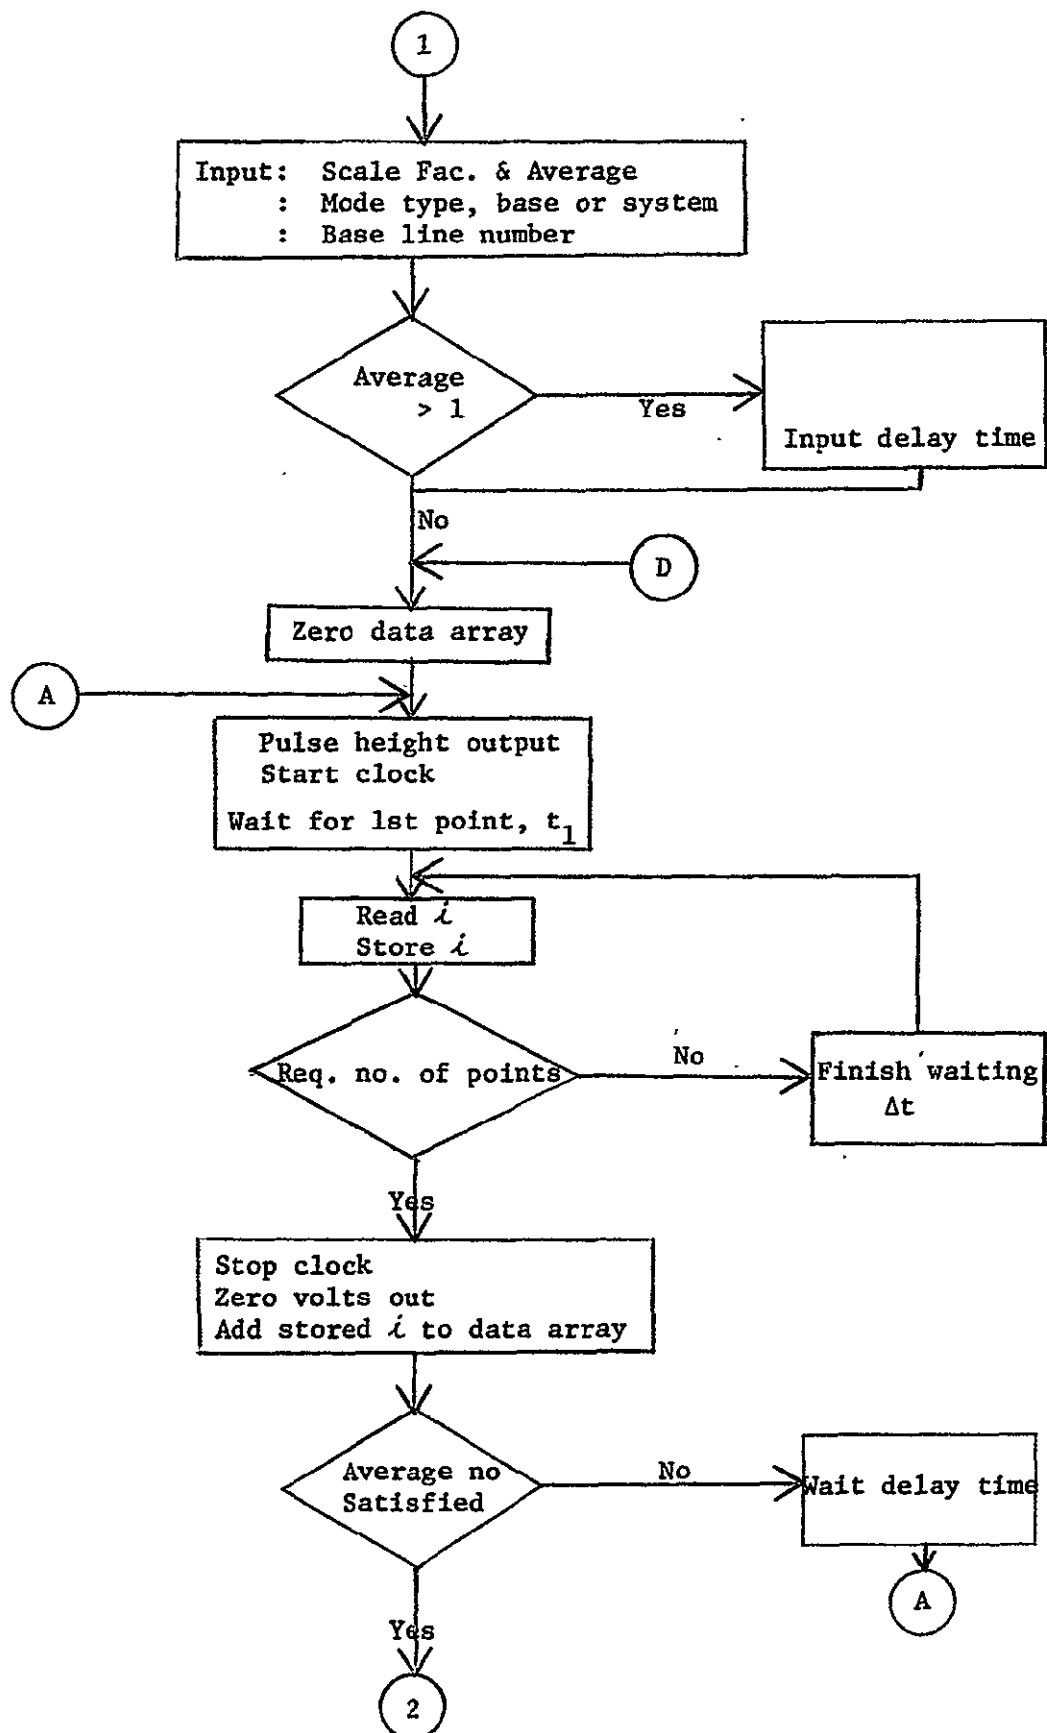 1
Input: Scale Fac. & Average
: Mode type, base or system
: Base line number
Average
> 1
Yes
Input delay time
No
D
Zero data array
A
Pulse height output
Start clock
Wait for 1st point, t1
Read i
Store i
Req. no. of points
No
Finish waiting
Δt
Yes
Stop clock
Zero volts out
Add stored i to data array
Average no
Satisfied
No
Wait delay time
A
Yes
2